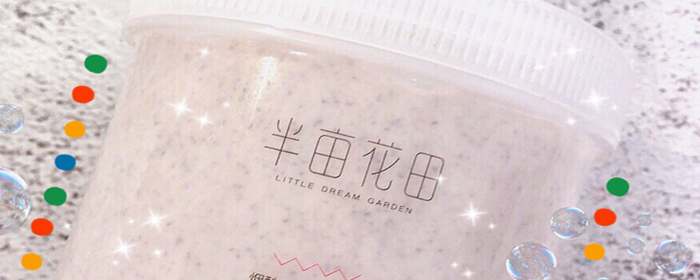 半亩花田
LITTLE DREAM GARDEN